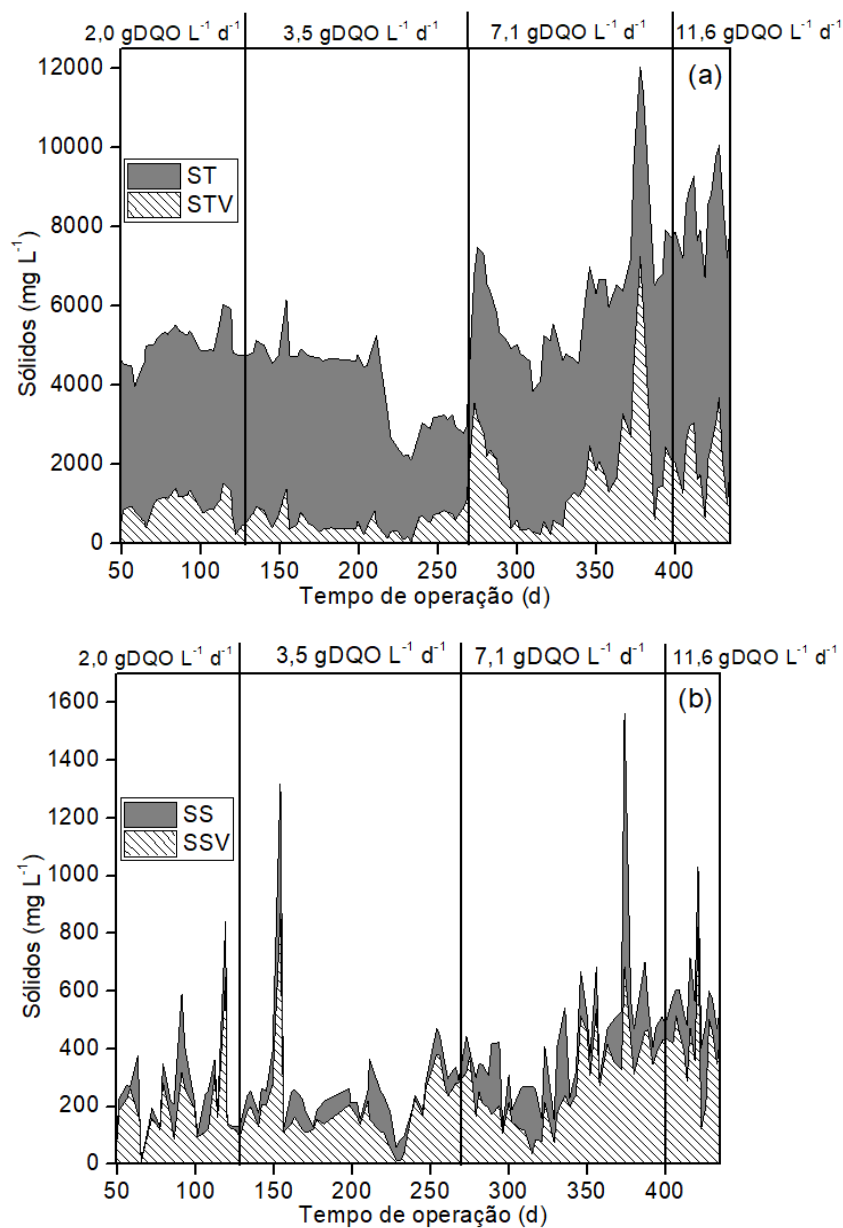 2,0 gDQO L⁻¹ d⁻¹ 3,5 gDQO L⁻¹ d⁻¹ 7,1 gDQO L⁻¹ d⁻¹ 11,6 gDQO L⁻¹ d⁻¹
(a)
12000
10000
8000
6000
4000
2000
0
Sólidos (mg L⁻¹)
ST
STV
50 100 150 200 250 300 350 400
Tempo de operação (d)
2,0 gDQO L⁻¹ d⁻¹ 3,5 gDQO L⁻¹ d⁻¹ 7,1 gDQO L⁻¹ d⁻¹ 11,6 gDQO L⁻¹ d⁻¹
(b)
1600
1400
1200
1000
800
600
400
200
0
Sólidos (mg L⁻¹)
SS
SSV
50 100 150 200 250 300 350 400
Tempo de operação (d)